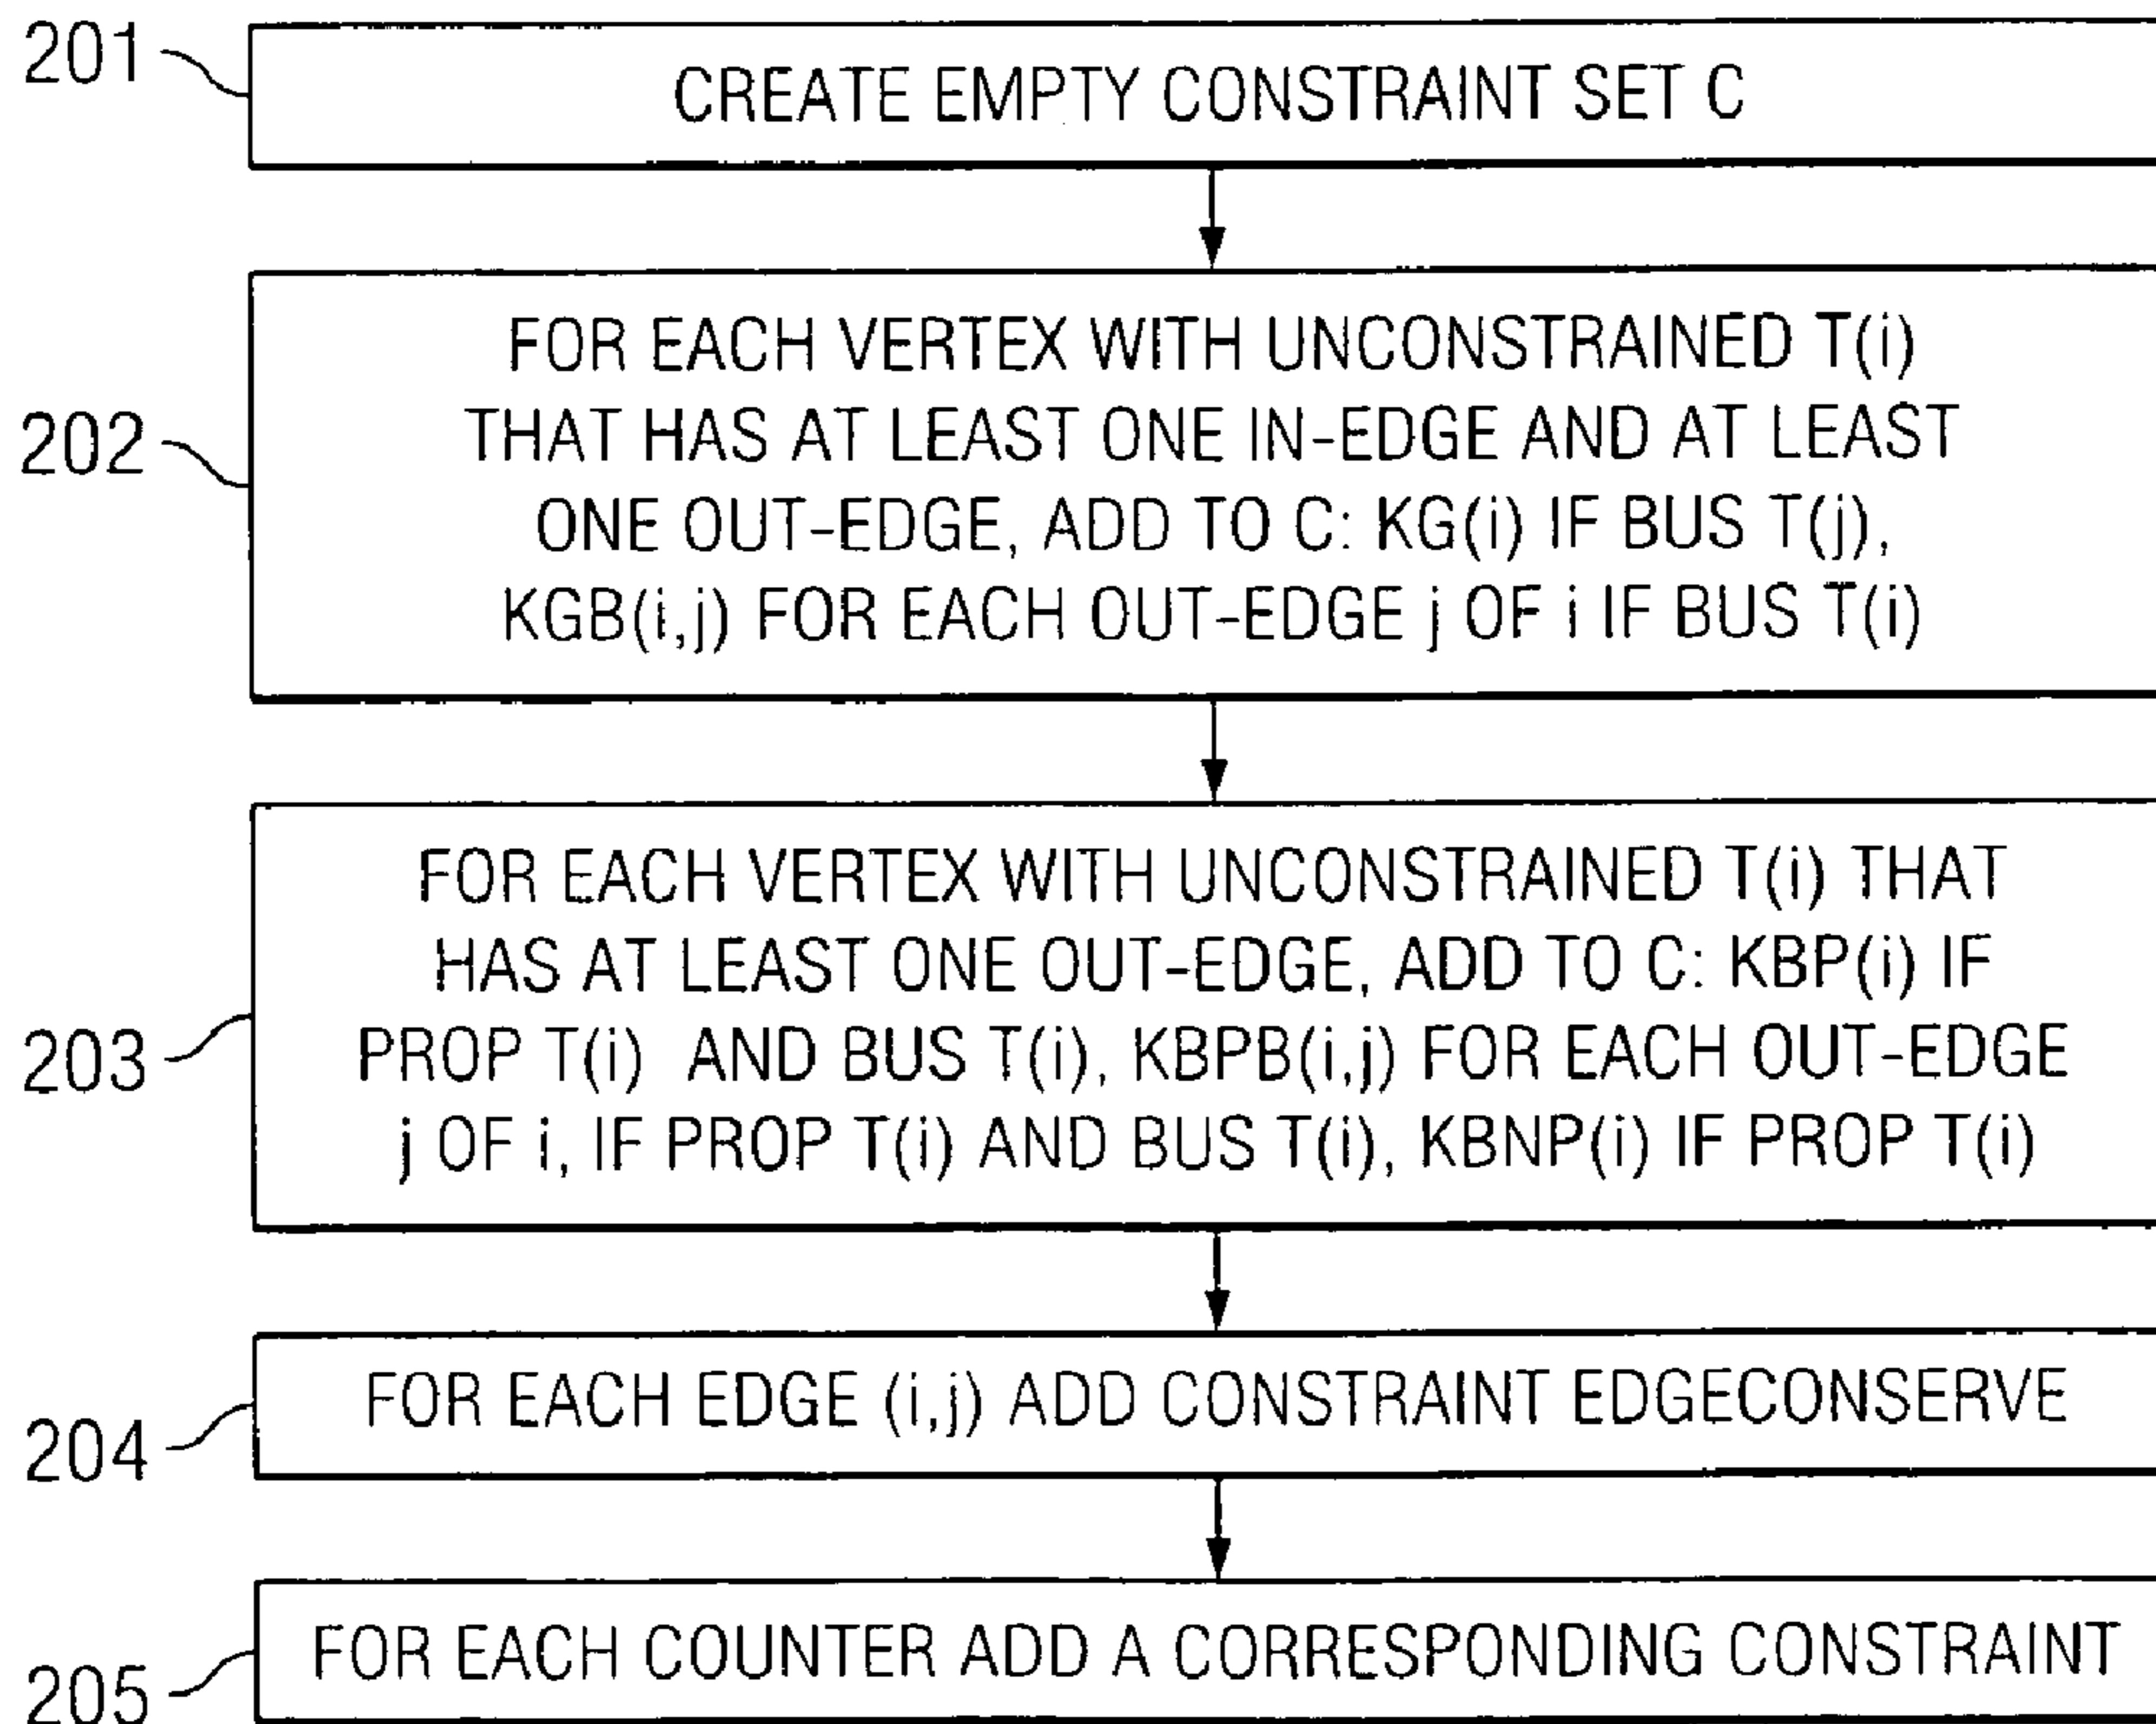 201
CREATE EMPTY CONSTRAINT SET C
202
FOR EACH VERTEX WITH UNCONSTRAINED T(i)
THAT HAS AT LEAST ONE IN-EDGE AND AT LEAST
ONE OUT-EDGE, ADD TO C: KG(i) IF BUS T(j),
KGB(i,j) FOR EACH OUT-EDGE j OF i IF BUS T(i)
203
FOR EACH VERTEX WITH UNCONSTRAINED T(i) THAT
HAS AT LEAST ONE OUT-EDGE, ADD TO C: KBP(i) IF
PROP T(i) AND BUS T(i), KBPB(i,j) FOR EACH OUT-EDGE
j OF i, IF PROP T(i) AND BUS T(i), KBNP(i) IF PROP T(i)
204
FOR EACH EDGE (i,j) ADD CONSTRAINT EDGECONSERVE
205
FOR EACH COUNTER ADD A CORRESPONDING CONSTRAINT